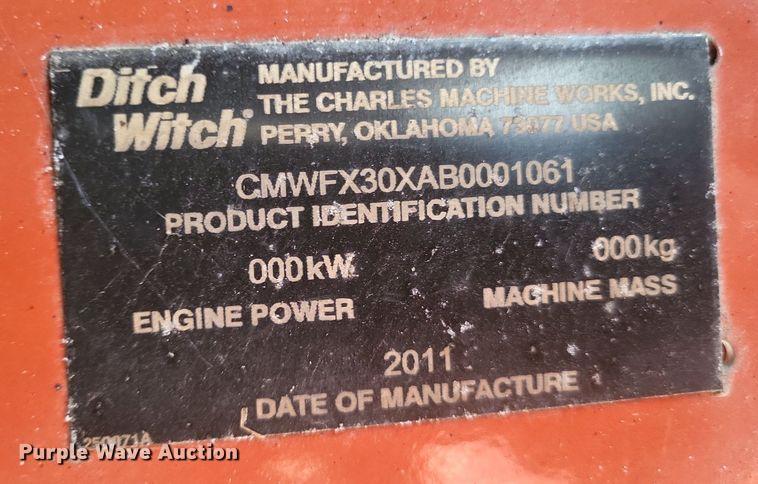 Ditch Witch®
MANUFACTURED BY
THE CHARLES MACHINE WORKS, INC.
PERRY, OKLAHOMA 73077 USA
CMWFX30XAB0001061
PRODUCT IDENTIFICATION NUMBER
000kW
ENGINE POWER
000kg
MACHINE MASS
2011
DATE OF MANUFACTURE
Purple Wave Auction